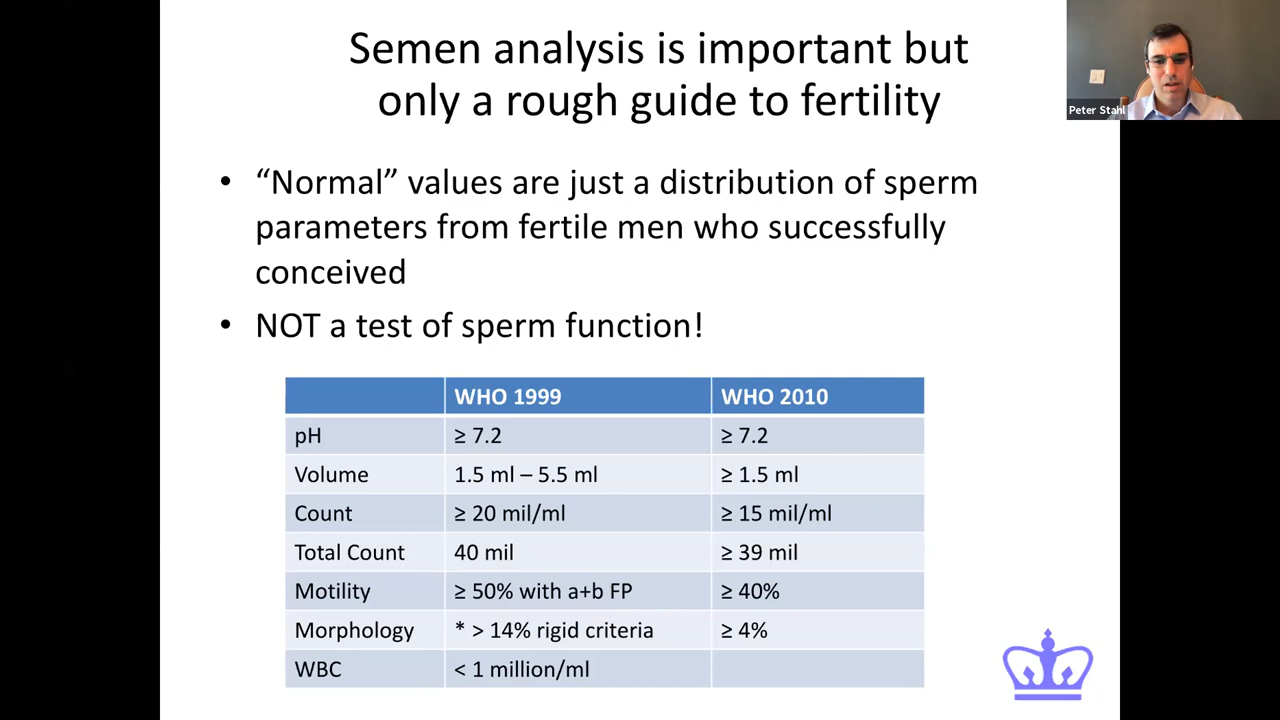 Semen analysis is important but
only a rough guide to fertility
Peter Stahl
• “Normal” values are just a distribution of sperm
parameters from fertile men who successfully
conceived
• NOT a test of sperm function!
WHO 1999 WHO 2010
pH ≥ 7.2 ≥ 7.2
Volume 1.5 ml – 5.5 ml ≥ 1.5 ml
Count ≥ 20 mil/ml ≥ 15 mil/ml
Total Count 40 mil ≥ 39 mil
Motility ≥ 50% with a+b FP ≥ 40%
Morphology * > 14% rigid criteria ≥ 4%
WBC < 1 million/ml